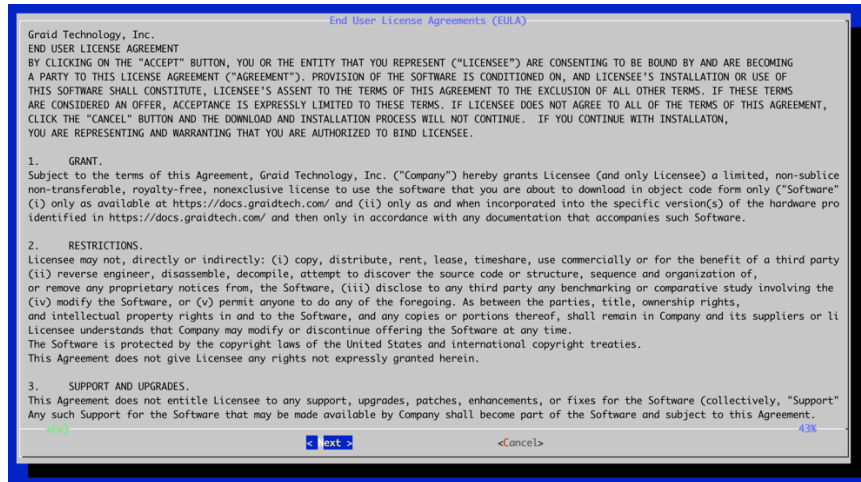 End User License Agreements (EULA)
Graid Technology, Inc.
END USER LICENSE AGREEMENT
BY CLICKING ON THE "ACCEPT" BUTTON, YOU OR THE ENTITY THAT YOU REPRESENT (“LICENSEE”) ARE CONSENTING TO BE BOUND BY AND ARE BECOMING
A PARTY TO THIS LICENSE AGREEMENT ("AGREEMENT"). PROVISION OF THE SOFTWARE IS CONDITIONED ON, AND LICENSEE'S INSTALLATION OR USE OF
THIS SOFTWARE SHALL CONSTITUTE, LICENSEE’S ASSENT TO THE TERMS OF THIS AGREEMENT TO THE EXCLUSION OF ALL OTHER TERMS. IF THESE TERMS
ARE CONSIDERED AN OFFER, ACCEPTANCE IS EXPRESSLY LIMITED TO THESE TERMS. IF LICENSEE DOES NOT AGREE TO ALL OF THE TERMS OF THIS AGREEMENT,
CLICK THE "CANCEL" BUTTON AND THE DOWNLOAD AND INSTALLATION PROCESS WILL NOT CONTINUE.  IF YOU CONTINUE WITH INSTALLATON,
YOU ARE REPRESENTING AND WARRANTING THAT YOU ARE AUTHORIZED TO BIND LICENSEE.
1.     GRANT.
Subject to the terms of this Agreement, Graid Technology, Inc. ("Company") hereby grants Licensee (and only Licensee) a limited, non-sublice
non-transferable, royalty-free, nonexclusive license to use the software that you are about to download in object code form only ("Software"
(i) only as available at https://docs.graidtech.com/ and (ii) only as and when incorporated into the specific version(s) of the hardware pro
identified in https://docs.graidtech.com/ and then only in accordance with any documentation that accompanies such Software.
2.     RESTRICTIONS.
Licensee may not, directly or indirectly: (i) copy, distribute, rent, lease, timeshare, use commercially or for the benefit of a third party
(ii) reverse engineer, disassemble, decompile, attempt to discover the source code or structure, sequence and organization of,
or remove any proprietary notices from, the Software, (iii) disclose to any third party any benchmarking or comparative study involving the
(iv) modify the Software, or (v) permit anyone to do any of the foregoing. As between the parties, title, ownership rights,
and intellectual property rights in and to the Software, and any copies or portions thereof, shall remain in Company and its suppliers or li
Licensee understands that Company may modify or discontinue offering the Software at any time.
The Software is protected by the copyright laws of the United States and international copyright treaties.
This Agreement does not give Licensee any rights not expressly granted herein.
3.     SUPPORT AND UPGRADES.
This Agreement does not entitle Licensee to any support, upgrades, patches, enhancements, or fixes for the Software (collectively, "Support"
Any such Support for the Software that may be made available by Company shall become part of the Software and subject to this Agreement.
↓(+) 43%
< Next > <Cancel>